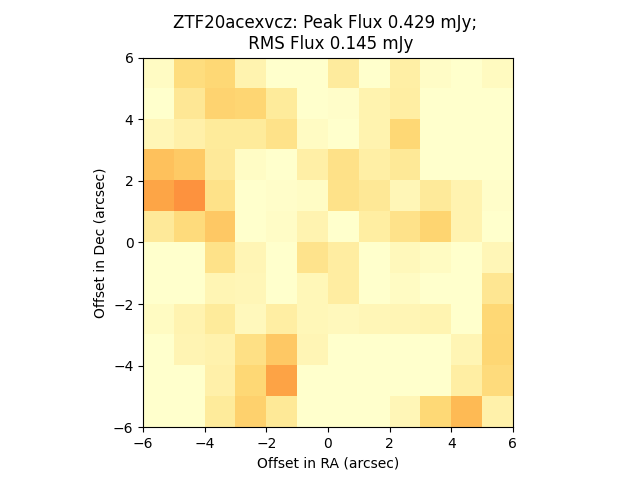 ZTF20acexvcz: Peak Flux 0.429 mJy;
RMS Flux 0.145 mJy
6
4
2
0
−2
−4
−6
Offset in Dec (arcsec)
−6 −4 −2 0 2 4 6
Offset in RA (arcsec)